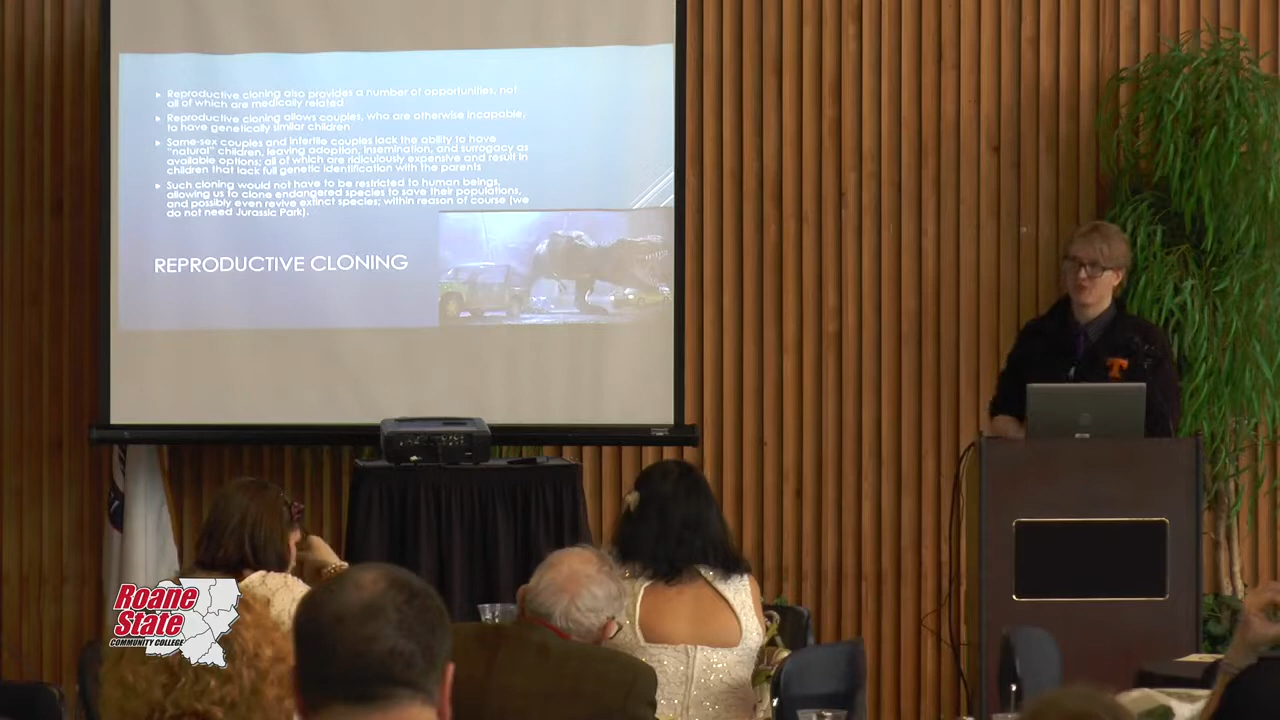 Reproductive cloning also provides a number of opportunities, not
all of which are medically related
Reproductive cloning allows couples, who are otherwise incapable,
to have genetically similar children
Same-sex couples and infertile couples lack the ability to have
"natural" children, leaving adoption, insemination, and surrogacy as
available options; all of which are ridiculously expensive and result in
children that lack full genetic identification with the parents
Such cloning would not have to be restricted to human beings,
allowing us to clone endangered species to save their populations,
and possibly even revive extinct species; within reason of course (we
do not need Jurassic Park).
REPRODUCTIVE CLONING
T
Roane
State
COMMUNITY COLLEGE